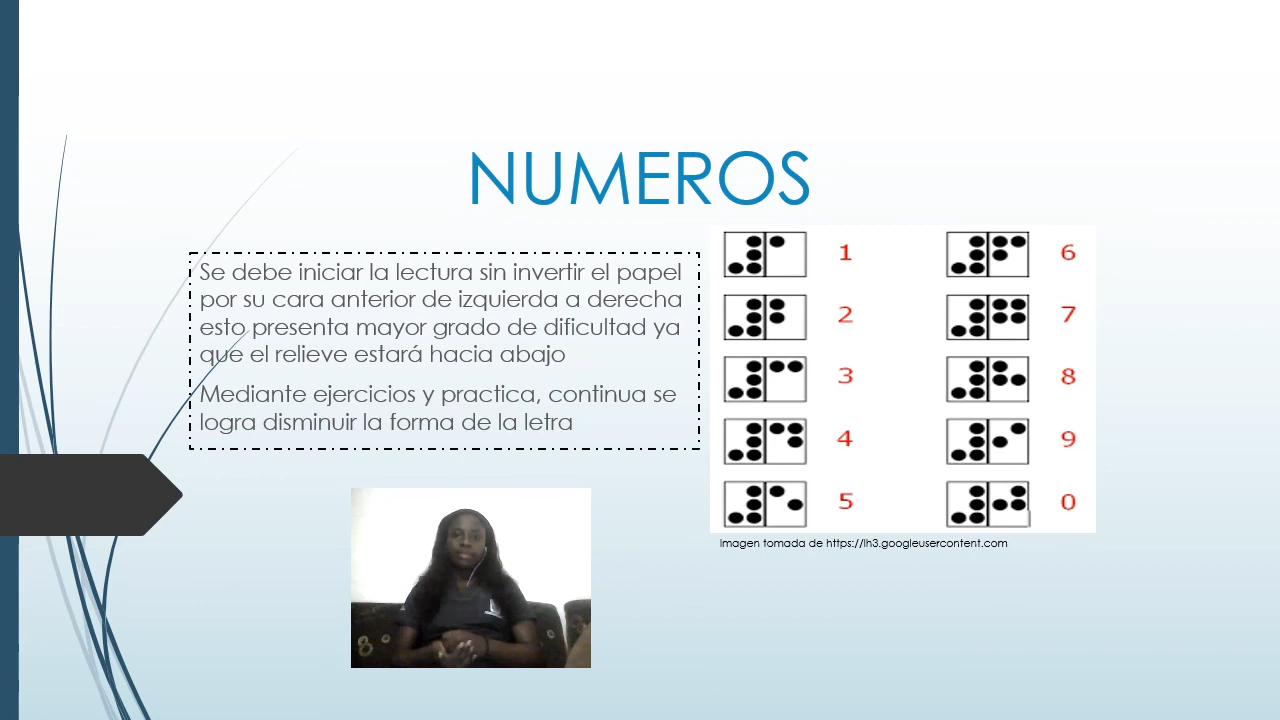 NUMEROS
Se debe iniciar la lectura sin invertir el papel
por su cara anterior de izquierda a derecha
esto presenta mayor grado de dificultad ya
que el relieve estará hacia abajo
Mediante ejercicios y practica, continua se
logra disminuir la forma de la letra
1 6
2 7
3 8
4 9
5 0
Imagen tomada de https://lh3.googleusercontent.com